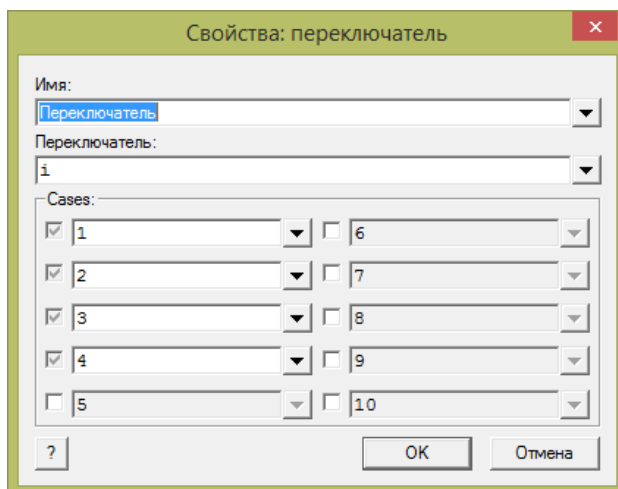 Свойства: переключатель
Имя:
Переключатель
Переключатель:
i
Cases:
1 6
2 7
3 8
4 9
5 10
? OK Отмена